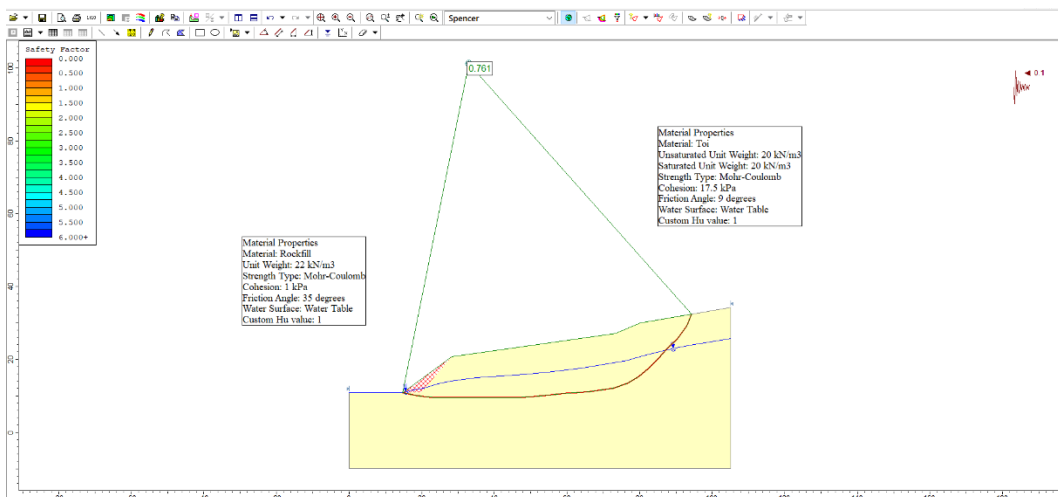 Spencer
Safety Factor
0.000
0.500
1.000
1.500
2.000
2.500
3.000
3.500
4.000
4.500
5.000
5.500
6.000+
0.761
0 1
Material Properties
Material: Toi
Unsaturated Unit Weight: 20 kN/m3
Saturated Unit Weight: 20 kN/m3
Strength Type: Mohr-Coulomb
Cohesion: 17.5 kPa
Friction Angle: 9 degrees
Water Surface: Water Table
Custom Hu value: 1
Material Properties
Material: Rockfill
Unit Weight: 22 kN/m3
Strength Type: Mohr-Coulomb
Cohesion: 1 kPa
Friction Angle: 35 degrees
Water Surface: Water Table
Custom Hu value: 1
100
80
60
40
20
0